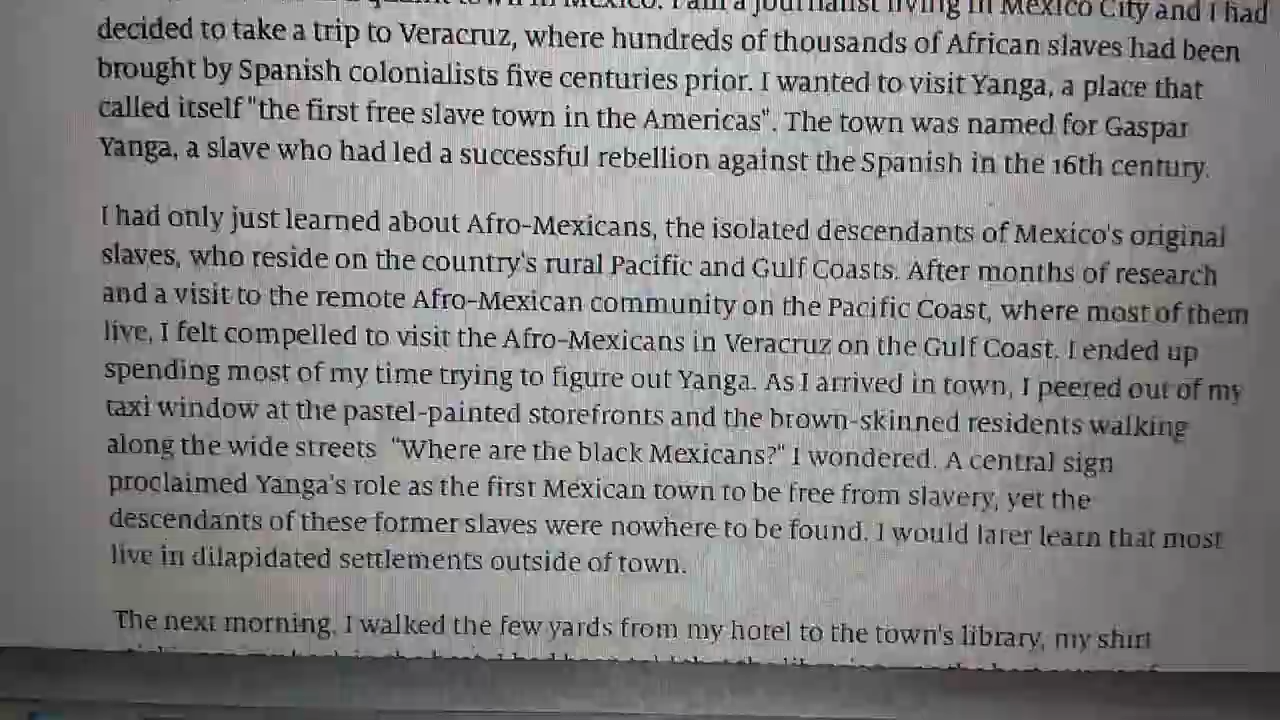 town in Mexico. I am a journalist living in Mexico City and I had
decided to take a trip to Veracruz, where hundreds of thousands of African slaves had been
brought by Spanish colonialists five centuries prior. I wanted to visit Yanga, a place that
called itself "the first free slave town in the Americas". The town was named for Gaspar
Yanga, a slave who had led a successful rebellion against the Spanish in the 16th century.
I had only just learned about Afro-Mexicans, the isolated descendants of Mexico's original
slaves, who reside on the country's rural Pacific and Gulf Coasts. After months of research
and a visit to the remote Afro-Mexican community on the Pacific Coast, where most of them
live, I felt compelled to visit the Afro-Mexicans in Veracruz on the Gulf Coast. I ended up
spending most of my time trying to figure out Yanga. As I arrived in town, I peered out of my
taxi window at the pastel-painted storefronts and the brown-skinned residents walking
along the wide streets "Where are the black Mexicans?" I wondered. A central sign
proclaimed Yanga's role as the first Mexican town to be free from slavery, yet the
descendants of these former slaves were nowhere to be found. I would later learn that most
live in dilapidated settlements outside of town.
The next morning, I walked the few yards from my hotel to the town's library, my shirt